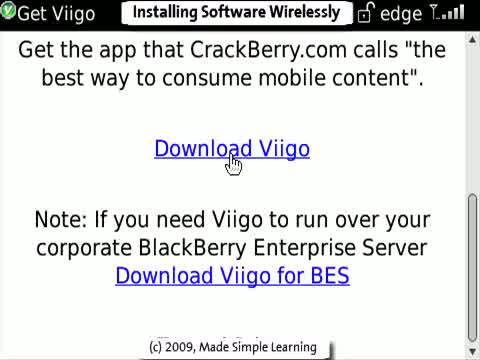 Get Viigo
Installing Software Wirelessly
edge
Get the app that CrackBerry.com calls "the
best way to consume mobile content".
Download Viigo
Note: If you need Viigo to run over your
corporate BlackBerry Enterprise Server
Download Viigo for BES
(c) 2009, Made Simple Learning